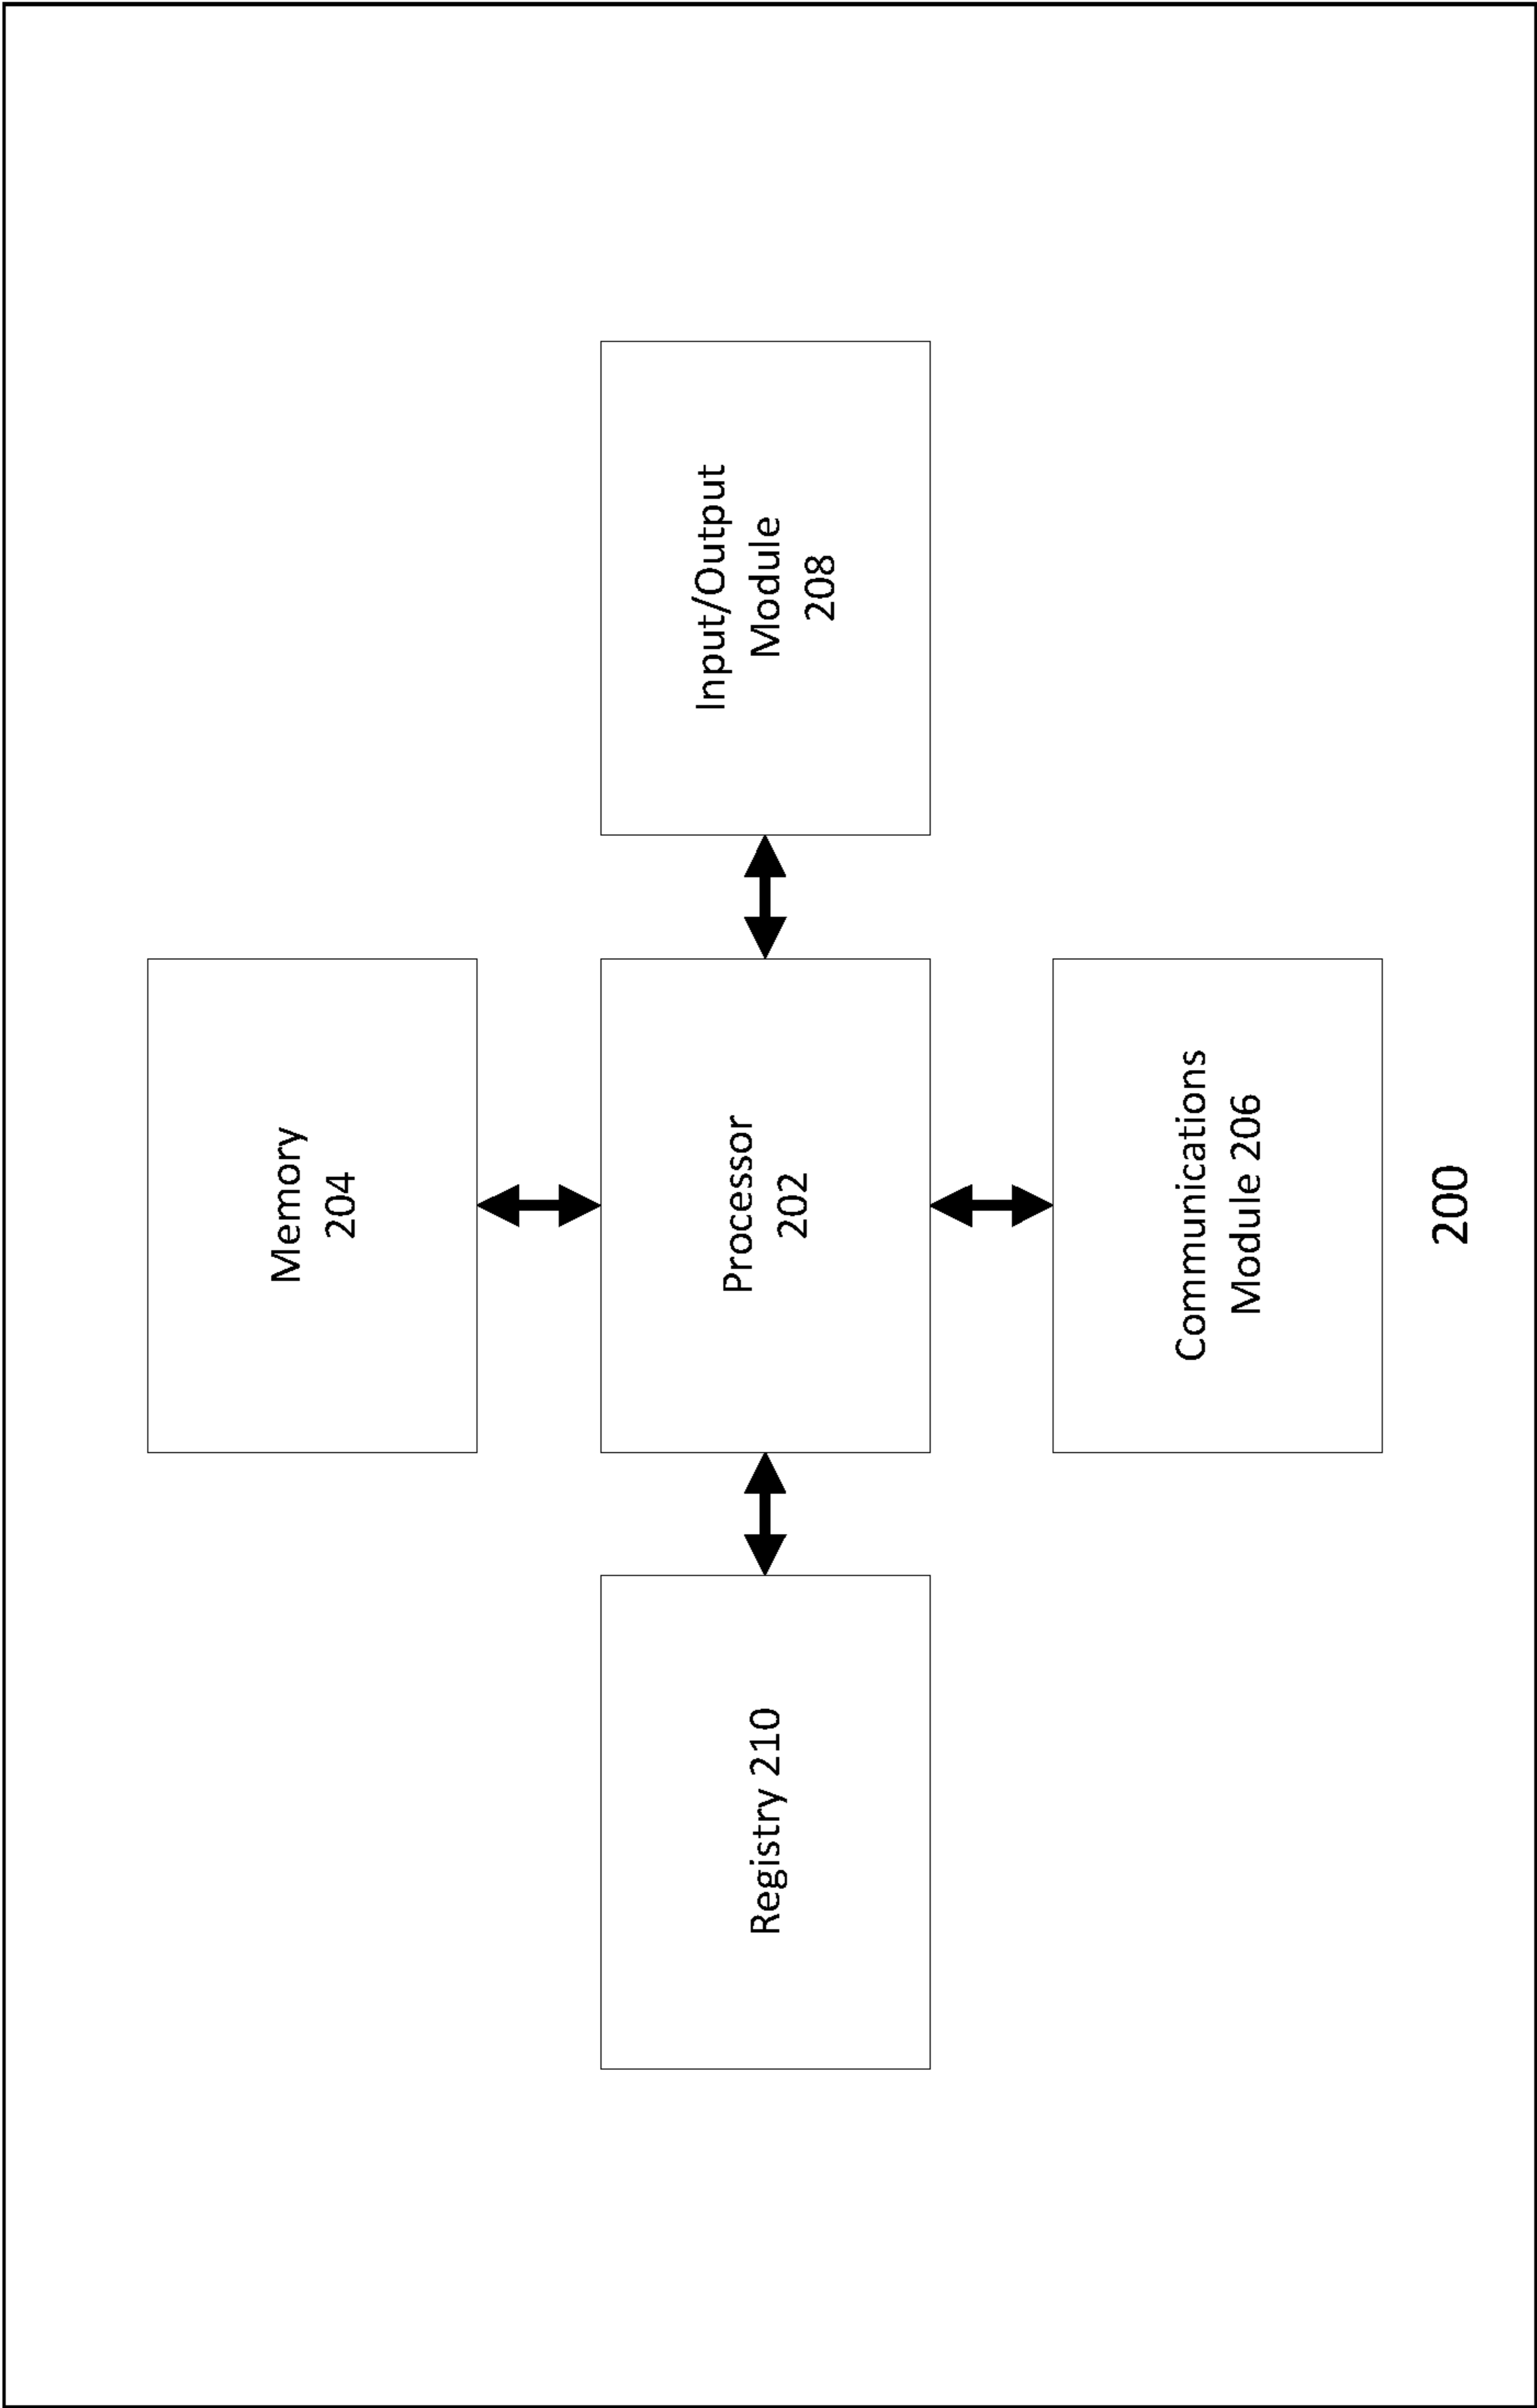 Memory
204
Registry 210
Processor
202
Input/Output
Module
208
Communications
Module 206
200